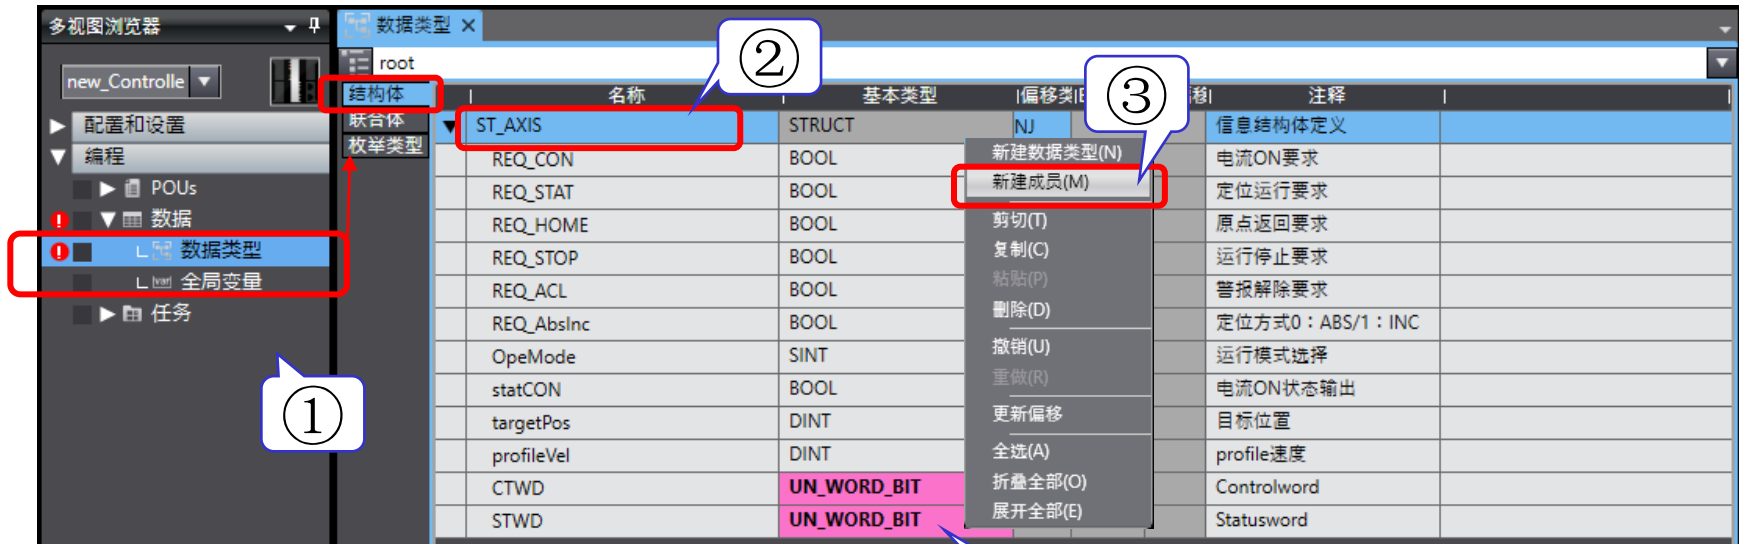 多视图浏览器
new_Controlle
配置和设置
编程
POUs
数据
数据类型
全局变量
任务
①
数据类型
root
结构体
联合体
枚举类型
②
③
名称 基本类型 偏移类 移 注释
ST_AXIS STRUCT NJ 信息结构体定义
REQ_CON BOOL 电流ON要求
REQ_STAT BOOL 定位运行要求
REQ_HOME BOOL 原点返回要求
REQ_STOP BOOL 运行停止要求
REQ_ACL BOOL 警报解除要求
REQ_AbsInc BOOL 定位方式0：ABS/1：INC
OpeMode SINT 运行模式选择
statCON BOOL 电流ON状态输出
targetPos DINT 目标位置
profileVel DINT profile速度
CTWD UN_WORD_BIT Controlword
STWD UN_WORD_BIT Statusword
新建数据类型(N)
新建成员(M)
剪切(T)
复制(C)
粘贴(P)
删除(D)
撤销(U)
重做(R)
更新偏移
全选(A)
折叠全部(O)
展开全部(E)